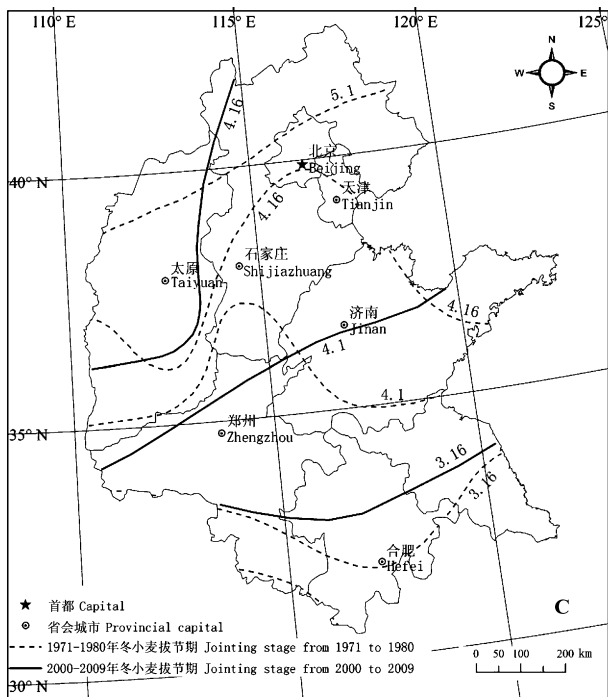 110° E 115° E 120° E 125°
N
W E
S
5.1
4.16
北京
Beijing
40° N
天津
Tianjin
4.16
石家庄
Shijiazhuang
太原
Taiyuan
济南
Jinan
4.16
4.1
4.1
郑州
Zhengzhou
35° N
3.16
3.16
合肥
Hefei
首都 Capital
C
省会城市 Provincial capital
1971-1980年冬小麦拔节期 Jointing stage from 1971 to 1980
2000-2009年冬小麦拔节期 Jointing stage from 2000 to 2009
0 50 100 200 km
30° N